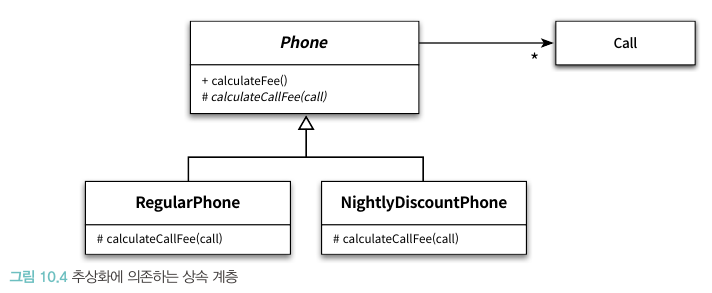 Phone
Call
*
+ calculateFee()
# calculateCallFee(call)
RegularPhone
NightlyDiscountPhone
# calculateCallFee(call)
# calculateCallFee(call)
그림 10.4 추상화에 의존하는 상속 계층